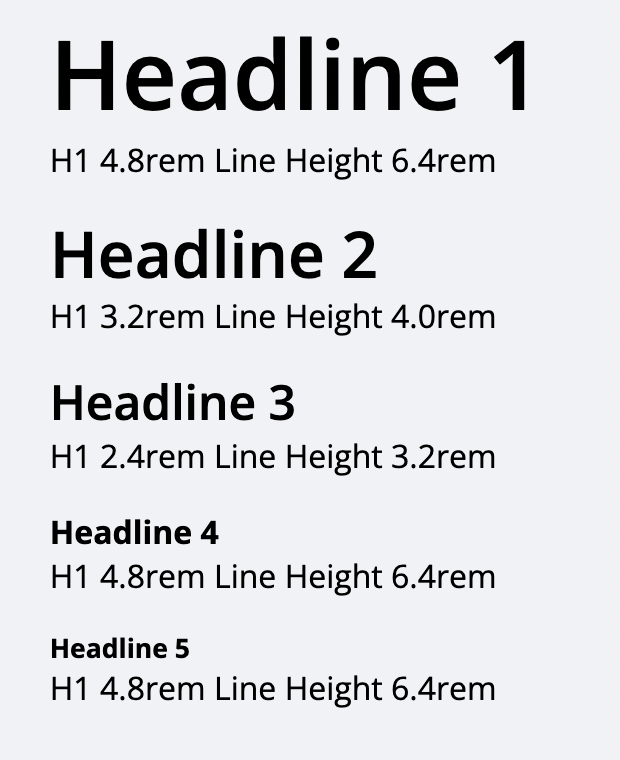 Headline 1
H1 4.8rem Line Height 6.4rem
Headline 2
H1 3.2rem Line Height 4.0rem
Headline 3
H1 2.4rem Line Height 3.2rem
Headline 4
H1 4.8rem Line Height 6.4rem
Headline 5
H1 4.8rem Line Height 6.4rem